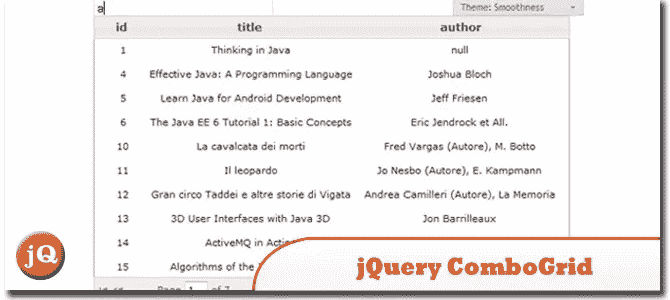 a
Theme: Smoothness
id title author
1 Thinking in Java null
4 Effective Java: A Programming Language Joshua Bloch
5 Learn Java for Android Development Jeff Friesen
6 The Java EE 6 Tutorial 1: Basic Concepts Eric Jendrock et All.
10 La cavalcata dei morti Fred Vargas (Autore), M. Botto
11 Il leopardo Jo Nesbo (Autore), E. Kampmann
12 Gran circo Taddei e altre storie di Vigata Andrea Camilleri (Autore), La Memoria
13 3D User Interfaces with Java 3D Jon Barrilleaux
14 ActiveMQ in
15 Algorithms of the
Page 1 of 7
jQ
jQuery ComboGrid